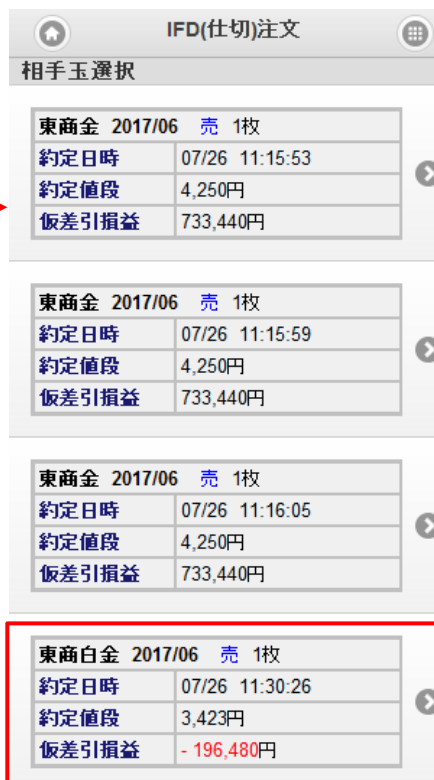 IFD(仕切)注文
相手玉選択
東商金 2017/06 売 1枚
約定日時 07/26 11:15:53
約定値段 4,250円
仮差引損益 733,440円
東商金 2017/06 売 1枚
約定日時 07/26 11:15:59
約定値段 4,250円
仮差引損益 733,440円
東商金 2017/06 売 1枚
約定日時 07/26 11:16:05
約定値段 4,250円
仮差引損益 733,440円
東商白金 2017/06 売 1枚
約定日時 07/26 11:30:26
約定値段 3,423円
仮差引損益 - 196,480円